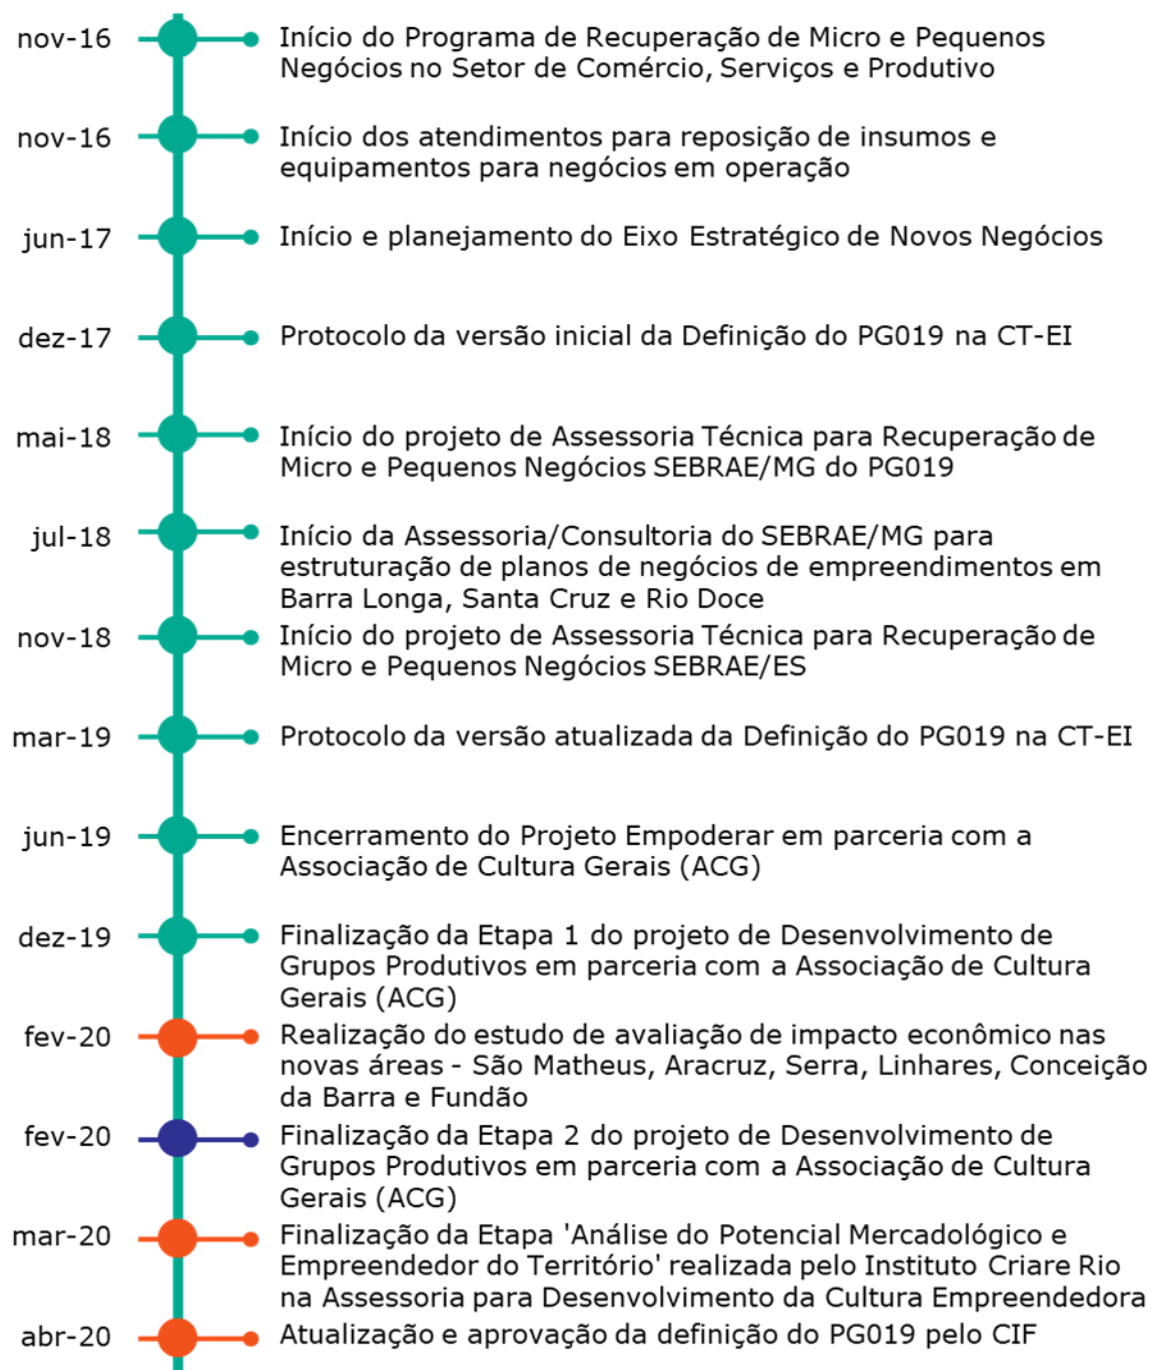 nov-16
Início do Programa de Recuperação de Micro e Pequenos
Negócios no Setor de Comércio, Serviços e Produtivo
nov-16
Início dos atendimentos para reposição de insumos e
equipamentos para negócios em operação
jun-17
Início e planejamento do Eixo Estratégico de Novos Negócios
dez-17
Protocolo da versão inicial da Definição do PG019 na CT-EI
mai-18
Início do projeto de Assessoria Técnica para Recuperação de
Micro e Pequenos Negócios SEBRAE/MG do PG019
jul-18
Início da Assessoria/Consultoria do SEBRAE/MG para
estruturação de planos de negócios de empreendimentos em
Barra Longa, Santa Cruz e Rio Doce
nov-18
Início do projeto de Assessoria Técnica para Recuperação de
Micro e Pequenos Negócios SEBRAE/ES
mar-19
Protocolo da versão atualizada da Definição do PG019 na CT-EI
jun-19
Encerramento do Projeto Empoderar em parceria com a
Associação de Cultura Gerais (ACG)
dez-19
Finalização da Etapa 1 do projeto de Desenvolvimento de
Grupos Produtivos em parceria com a Associação de Cultura
Gerais (ACG)
fev-20
Realização do estudo de avaliação de impacto econômico nas
novas áreas - São Matheus, Aracruz, Serra, Linhares, Conceição
da Barra e Fundão
fev-20
Finalização da Etapa 2 do projeto de Desenvolvimento de
Grupos Produtivos em parceria com a Associação de Cultura
Gerais (ACG)
mar-20
Finalização da Etapa 'Análise do Potencial Mercadológico e
Empreendedor do Território' realizada pelo Instituto Criare Rio
na Assessoria para Desenvolvimento da Cultura Empreendedora
abr-20
Atualização e aprovação da definição do PG019 pelo CIF